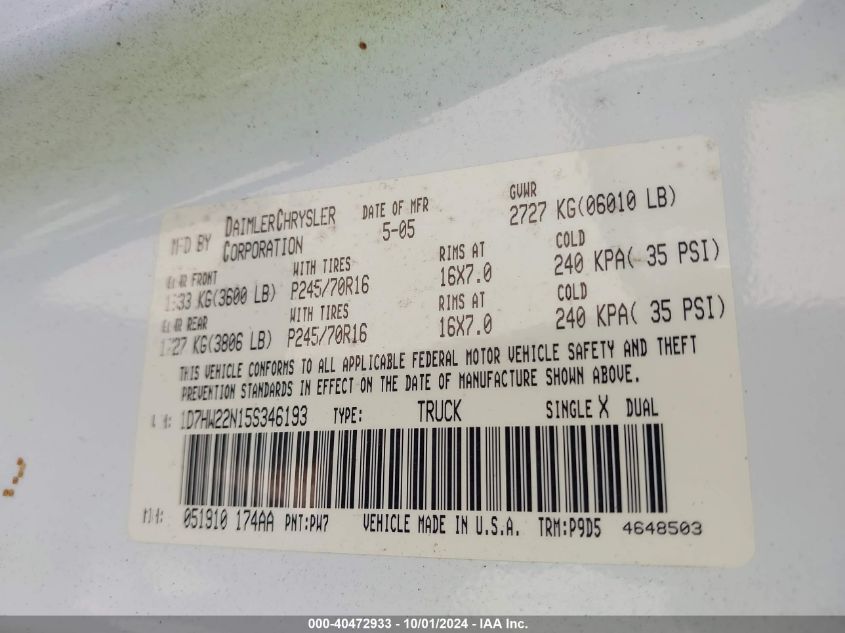 MFD BY DAIMLERCHRYSLER CORPORATION DATE OF MFR 5-05 GVWR 2727 KG(06010 LB)
FRONT WITH TIRES RIMS AT COLD
KG(3600 LB) P245/70R16 16X7.0 240 KPA( 35 PSI)
REAR WITH TIRES RIMS AT COLD
KG(3806 LB) P245/70R16 16X7.0 240 KPA( 35 PSI)
THIS VEHICLE CONFORMS TO ALL APPLICABLE FEDERAL MOTOR VEHICLE SAFETY AND THEFT
PREVENTION STANDARDS IN EFFECT ON THE DATE OF MANUFACTURE SHOWN ABOVE.
1D7HW22N15S346193 TYPE: TRUCK SINGLE X DUAL
051910 174AA PNT:PW7 VEHICLE MADE IN U.S.A. TRM:P9D5 4648503
000-40472933 - 10/01/2024 - IAA Inc.